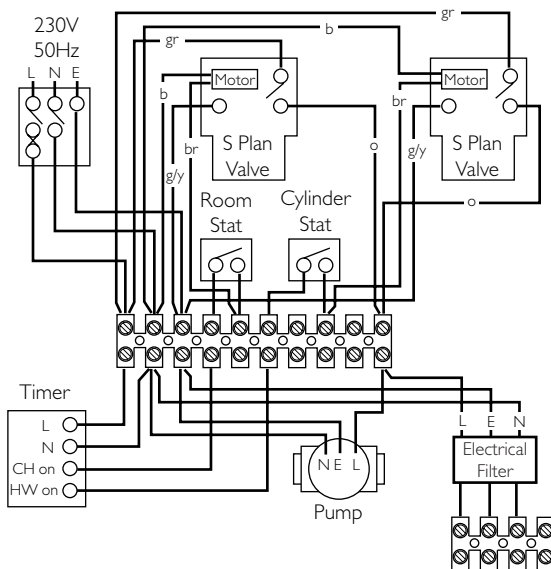 230V
50Hz
L N E
gr
b
gr
b
Motor
br
g/y
S Plan
Valve
o
Motor
br
g/y
S Plan
Valve
o
Room
Stat
Cylinder
Stat
Timer
L
N
CH on
HW on
N E L
Pump
L E N
Electrical
Filter